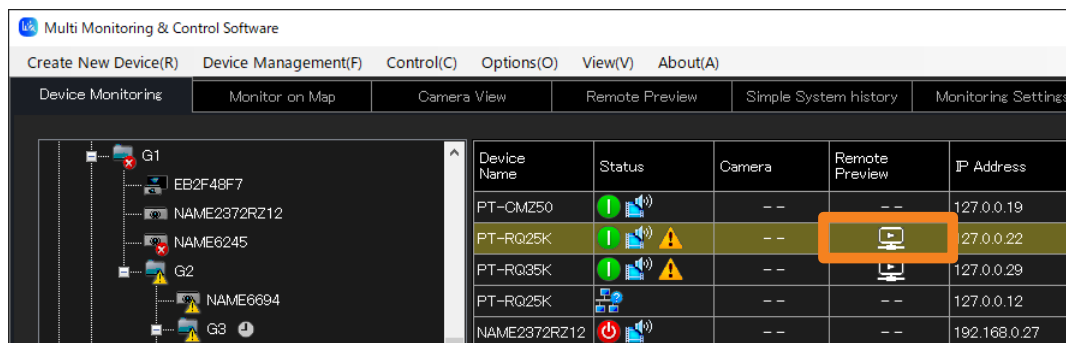 Multi Monitoring & Control Software
Create New Device(R) Device Management(F) Control(C) Options(O) View(V) About(A)
Device Monitoring Monitor on Map Camera View Remote Preview Simple System history Monitoring Settings
G1
EB2F48F7
NAME2372RZ12
NAME6245
G2
NAME6694
G3
Device Name Status Camera Remote Preview IP Address
PT-CMZ50 -- -- 127.0.0.19
PT-RQ25K -- 127.0.0.22
PT-RQ35K -- 127.0.0.29
PT-RQ25K -- -- 127.0.0.12
NAME2372RZ12 -- -- 192.168.0.27